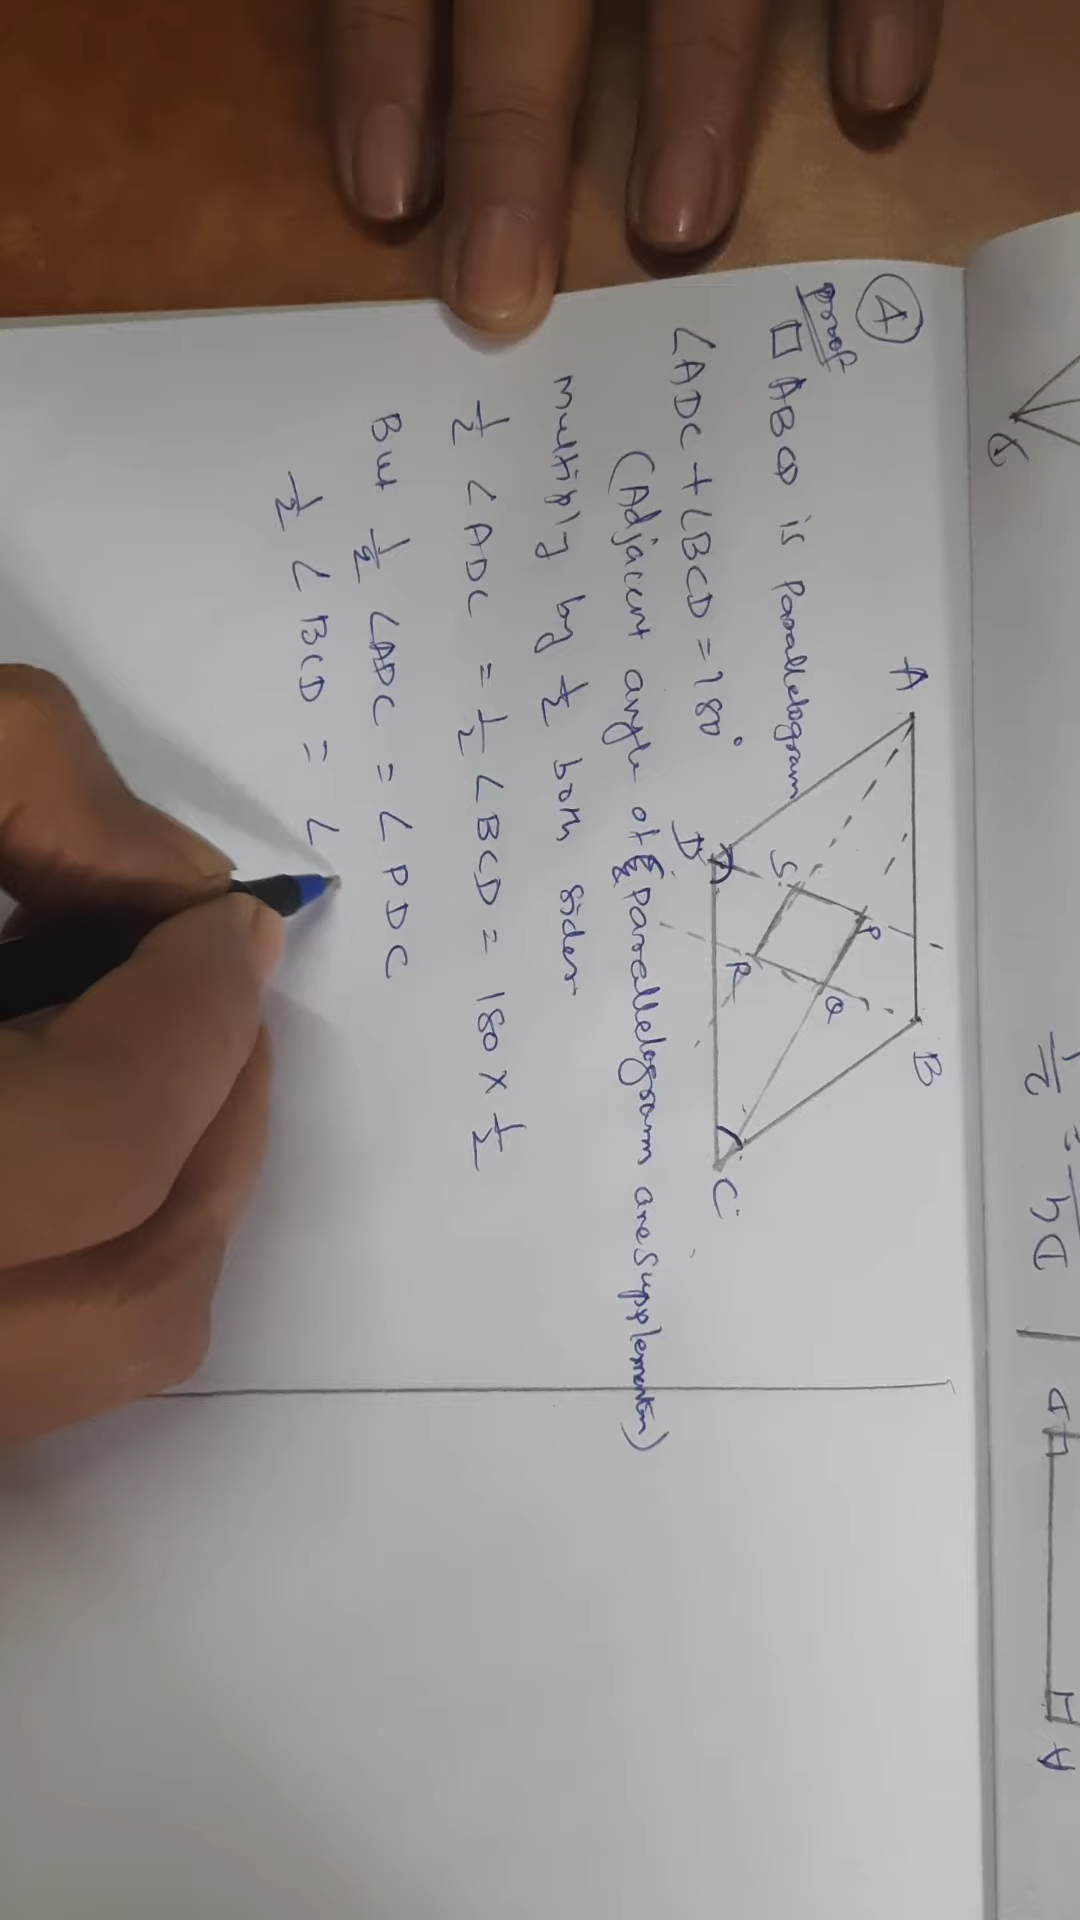 ④
Proof
□ ABCD is parallelogram
∠ADC + ∠BCD = 180°
(Adjacent angle of parallelogram are
multiply by 1/2 both sides
1/2 ∠ADC = 1/2 ∠BCD = 180 × 1/2
But 1/2 ∠ADC = ∠PDC
1/2 ∠BCD = ∠
A
B
D
S
P
R
Q
C
D
A